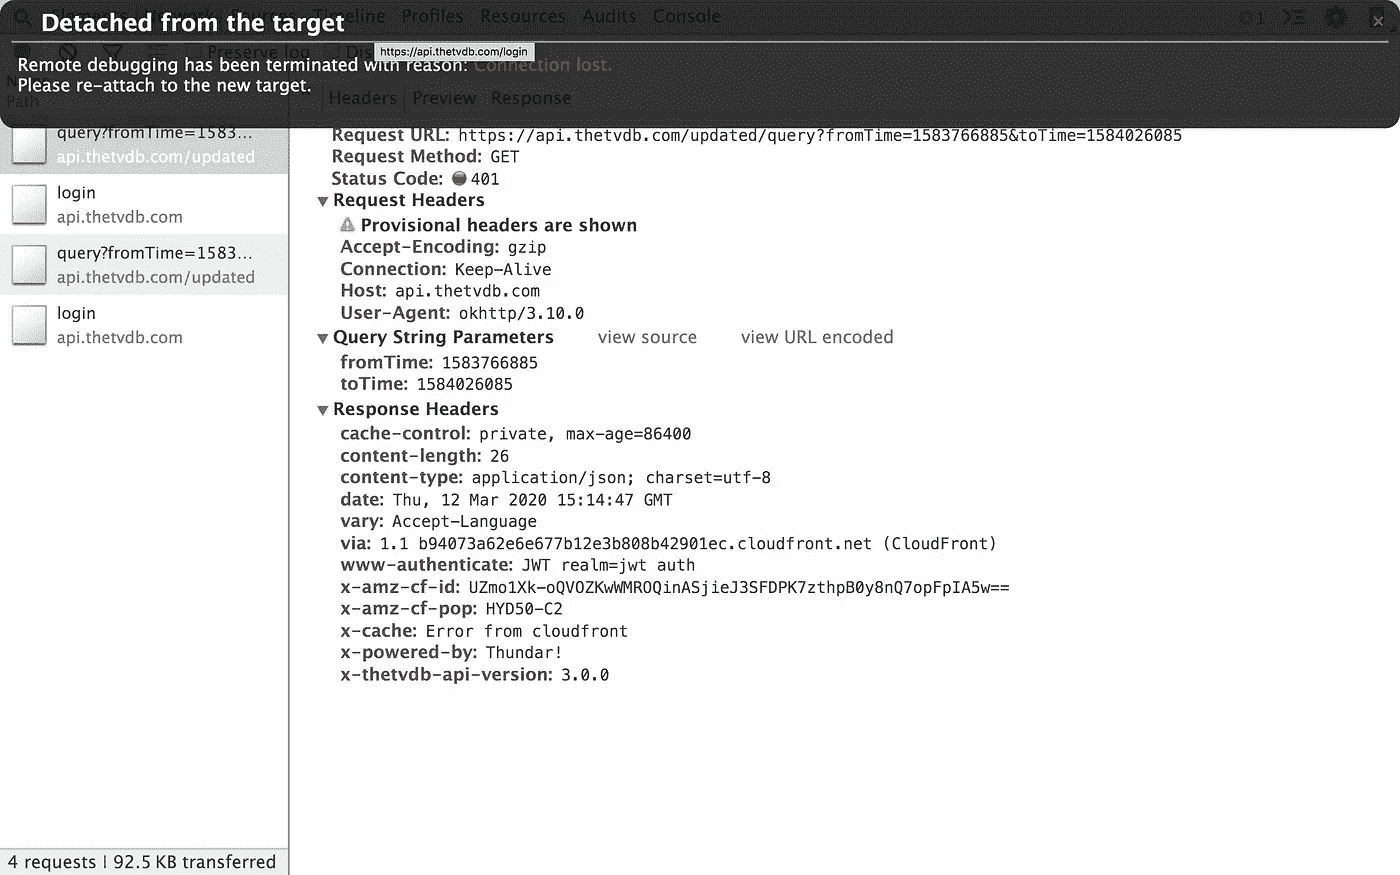 Timeline Profiles Resources Audits Console
Detached from the target
Preserve log Dis
https://api.thetvdb.com/login
Remote debugging has been terminated with reason: Connection lost.
Please re-attach to the new target.
Path
Headers Preview Response
query?fromTime=1583...
api.thetvdb.com/updated
login
api.thetvdb.com
query?fromTime=1583...
api.thetvdb.com/updated
login
api.thetvdb.com
4 requests | 92.5 KB transferred
Request URL: https://api.thetvdb.com/updated/query?fromTime=1583766885&toTime=1584026085
Request Method: GET
Status Code: 401
Request Headers
Provisional headers are shown
Accept-Encoding: gzip
Connection: Keep-Alive
Host: api.thetvdb.com
User-Agent: okhttp/3.10.0
Query String Parameters view source view URL encoded
fromTime: 1583766885
toTime: 1584026085
Response Headers
cache-control: private, max-age=86400
content-length: 26
content-type: application/json; charset=utf-8
date: Thu, 12 Mar 2020 15:14:47 GMT
vary: Accept-Language
via: 1.1 b94073a62e6e677b12e3b808b42901ec.cloudfront.net (CloudFront)
www-authenticate: JWT realm=jwt auth
x-amz-cf-id: UZmo1Xk-oQVOZKwWMROQinASjieJ3SFDPK7zthpB0y8nQ7opFpIA5w==
x-amz-cf-pop: HYD50-C2
x-cache: Error from cloudfront
x-powered-by: Thundar!
x-thetvdb-api-version: 3.0.0